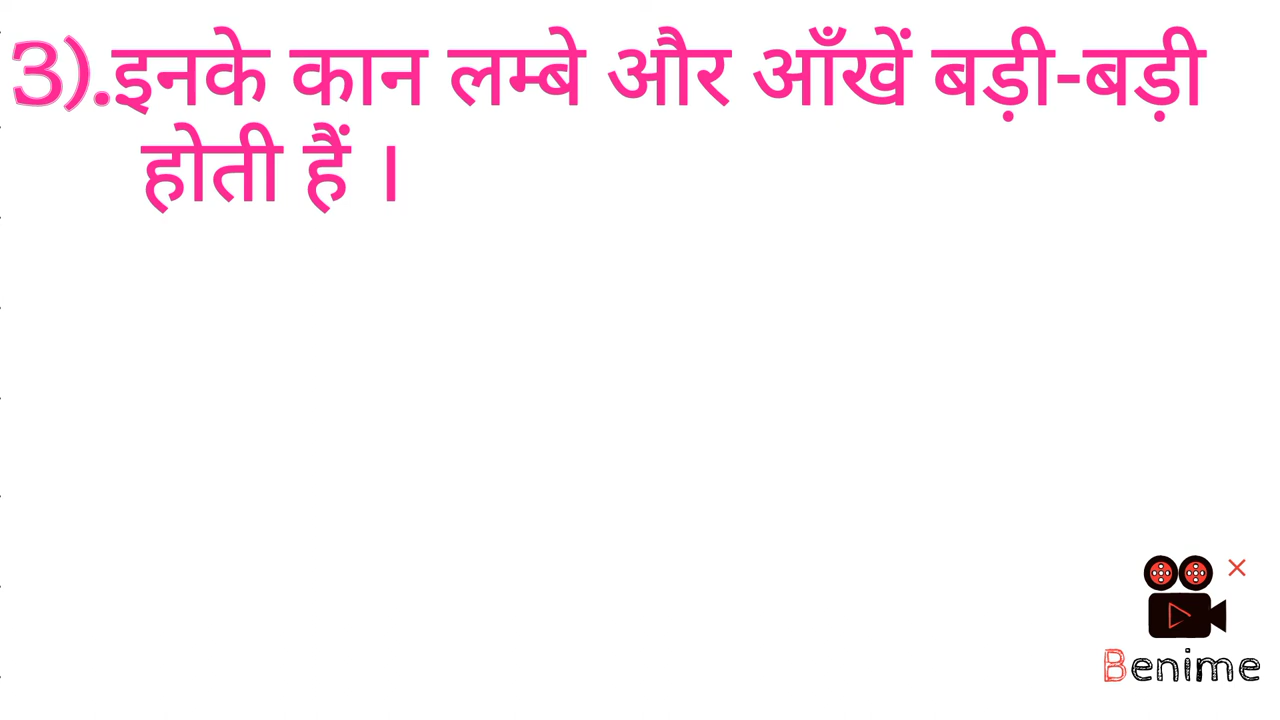 3).इनके कान लम्बे और आँखें बड़ी-बड़ी
होती हैं ।
Benime